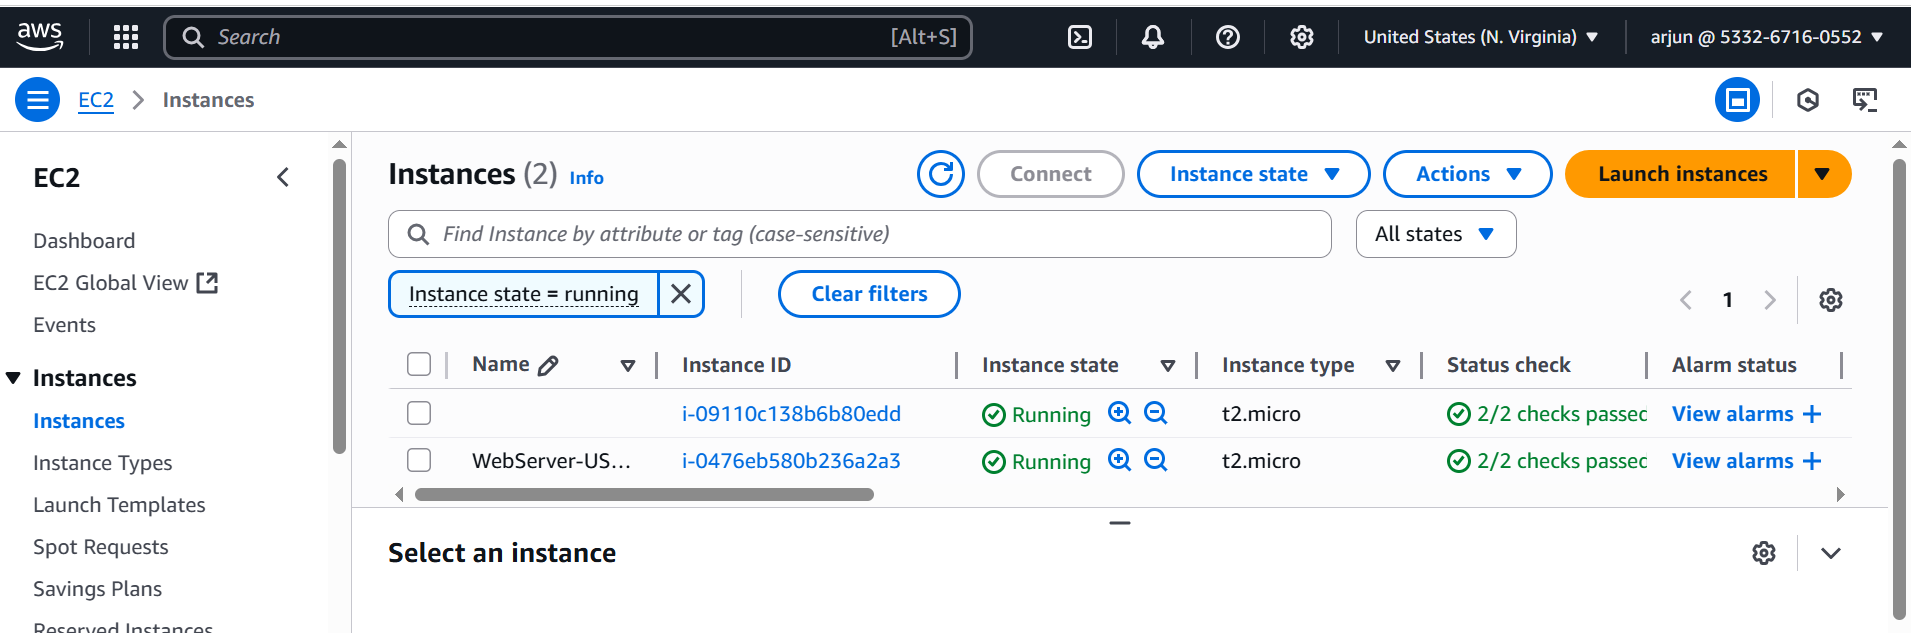 aws Search [Alt+S] United States (N. Virginia) arjun @ 5332-6716-0552
EC2 Instances
EC2
Dashboard
EC2 Global View
Events
Instances
Instances
Instance Types
Launch Templates
Spot Requests
Savings Plans
Reserved Instances
Instances (2) Info Connect Instance state Actions Launch instances
Find Instance by attribute or tag (case-sensitive) All states
Instance state = running Clear filters 1
Name Instance ID Instance state Instance type Status check Alarm status
i-09110c138b6b80edd Running t2.micro 2/2 checks passed View alarms +
WebServer-US... i-0476eb580b236a2a3 Running t2.micro 2/2 checks passed View alarms +
Select an instance